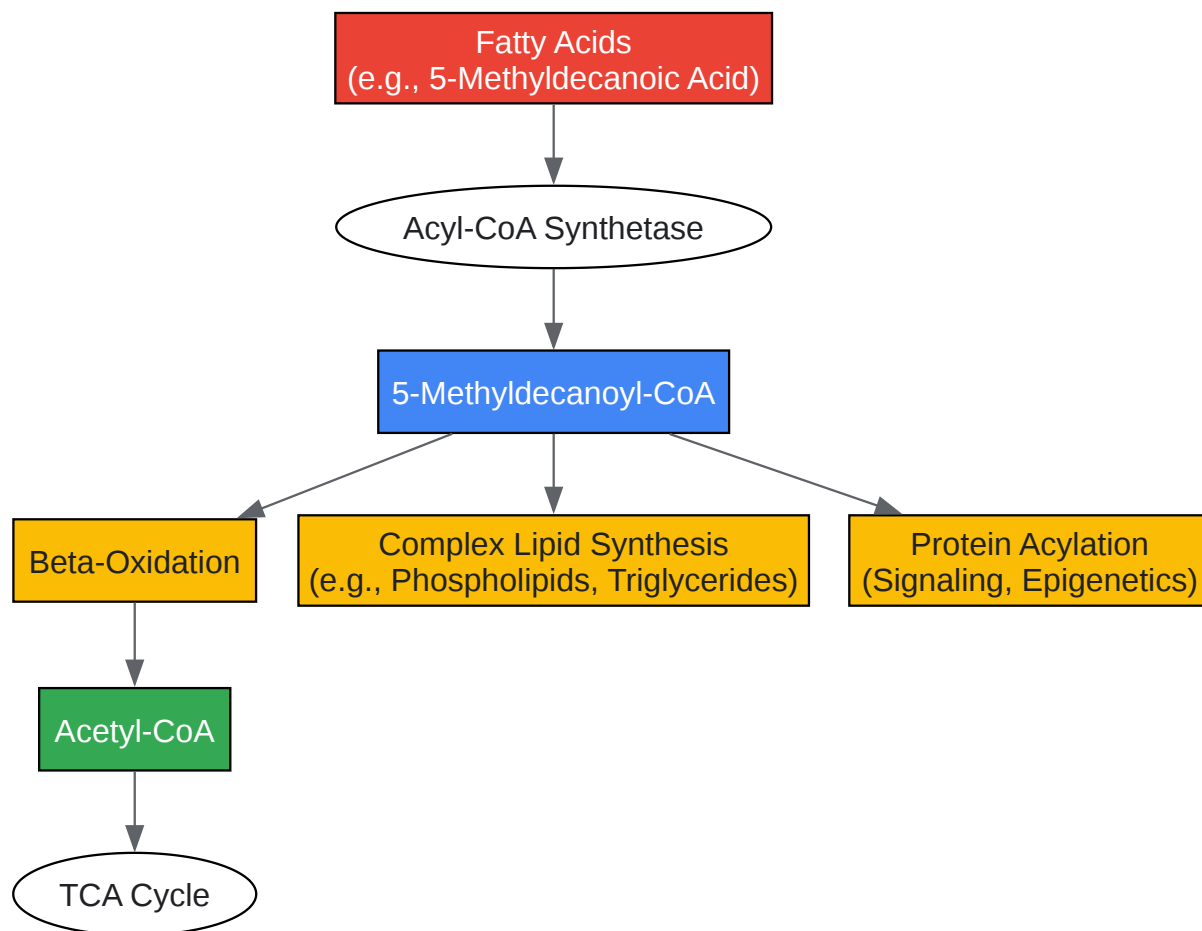 Fatty Acids
(e.g., 5-Methyldecanoic Acid)
Acyl-CoA Synthetase
5-Methyldecanoyl-CoA
Beta-Oxidation
Complex Lipid Synthesis
(e.g., Phospholipids, Triglycerides)
Protein Acylation
(Signaling, Epigenetics)
Acetyl-CoA
TCA Cycle